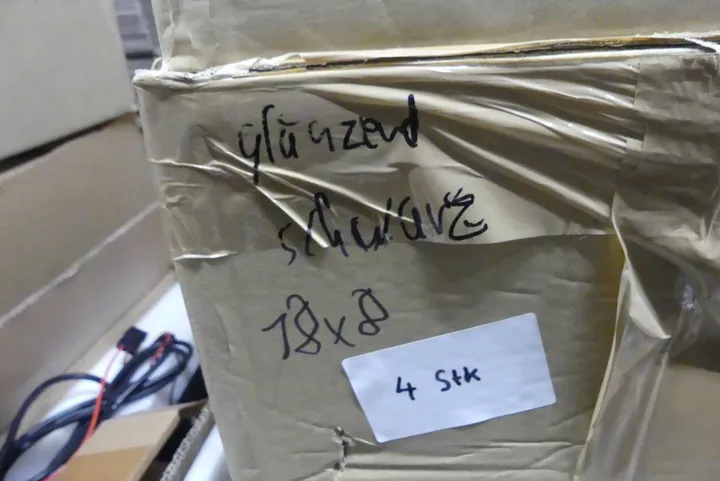 glänzend
schwarz
18x8
4 Stk